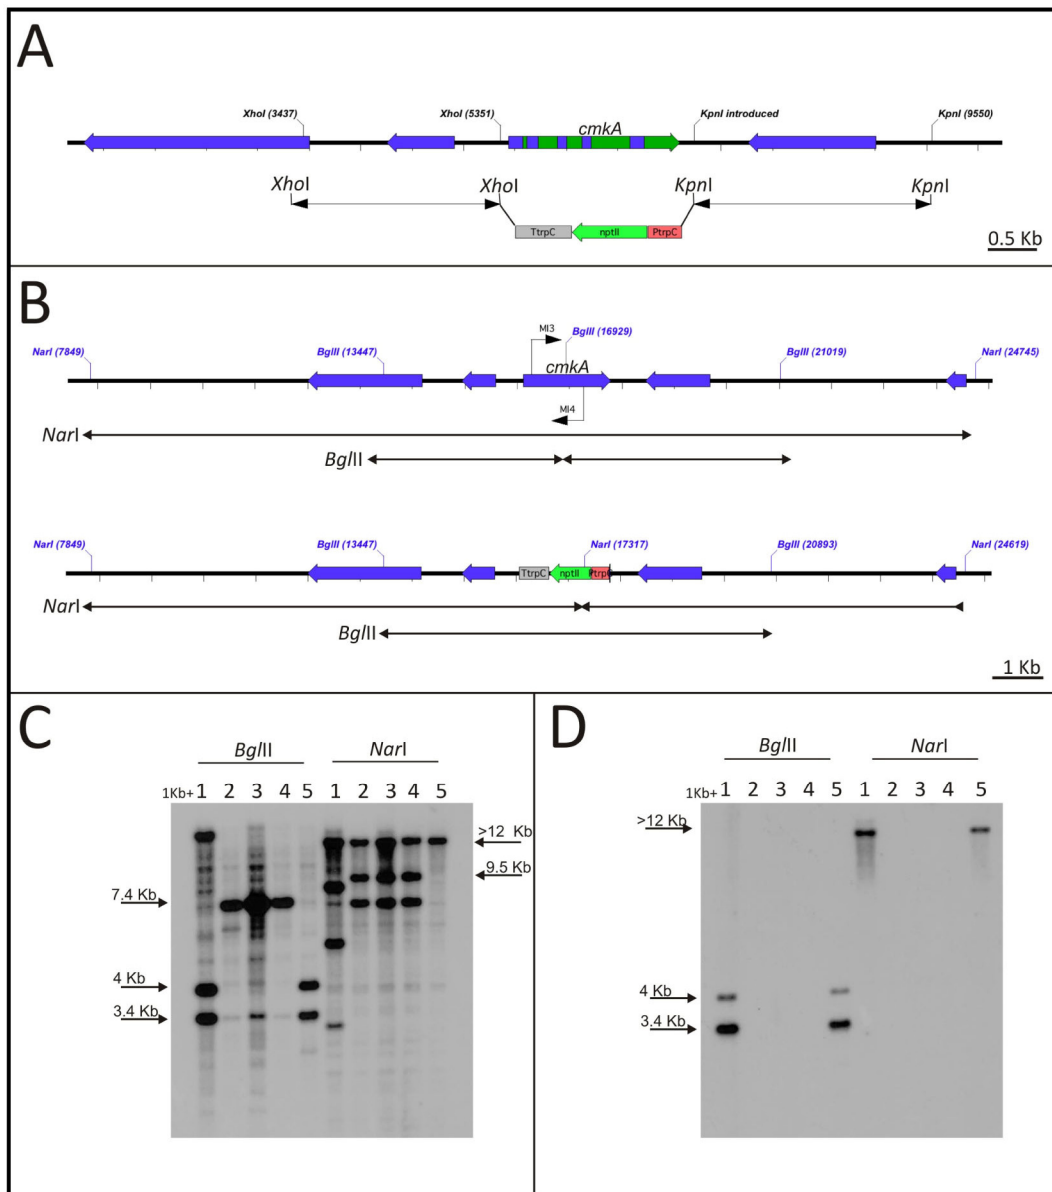 A
XhoI (3437)
XhoI (5351)
cmkA
KpnI introduced
KpnI (9550)
XhoI
XhoI
KpnI
KpnI
TtrpC
nptII
PtrpC
0.5 Kb
B
NarI (7849)
BglII (13447)
MI3
BglII (16929)
cmkA
BglII (21019)
NarI (24745)
MI4
NarI
BglII
NarI (7849)
BglII (13447)
NarI (17317)
BglII (20893)
NarI (24619)
TtrpC
nptII
PtrpC
NarI
BglII
1 Kb
C
BglII
NarI
1Kb+ 1 2 3 4 5 1 2 3 4 5
>12 Kb
9.5 Kb
7.4 Kb
4 Kb
3.4 Kb
D
BglII
NarI
1Kb+ 1 2 3 4 5 1 2 3 4 5
>12 Kb
4 Kb
3.4 Kb